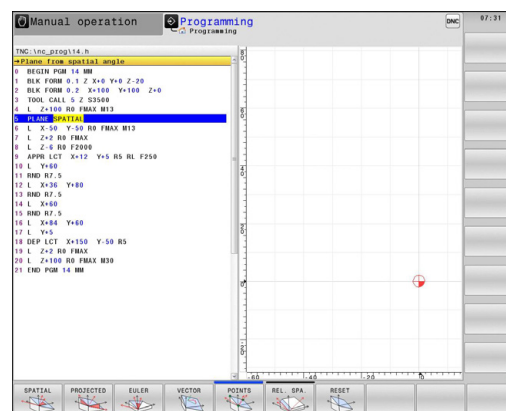 Manual operation
Programming
Programming
DNC
07:31
TNC:\nc_prog\14.h
→Plane from spatial angle
0 BEGIN PGM 14 MM
1 BLK FORM 0.1 Z X+0 Y+0 Z-20
2 BLK FORM 0.2 X+100 Y+100 Z+0
3 TOOL CALL 5 Z S3500
4 L Z+100 R0 FMAX M13
5 PLANE SPATIAL
6 L X-50 Y-50 R0 FMAX M13
7 L Z+2 R0 FMAX
8 L Z-6 R0 F2000
9 APPR LCT X+12 Y+5 R5 RL F250
10 L Y+60
11 RND R7.5
12 L X+36 Y+80
13 RND R7.5
14 L X+60
15 RND R7.5
16 L X+84 Y+60
17 L Y+5
18 DEP LCT X+150 Y-50 R5
19 L Z+2 R0 FMAX
20 L Z+100 R0 FMAX M30
21 END PGM 14 MM
-60 -40 -20 0
SPATIAL PROJECTED EULER VECTOR POINTS REL. SPA. RESET